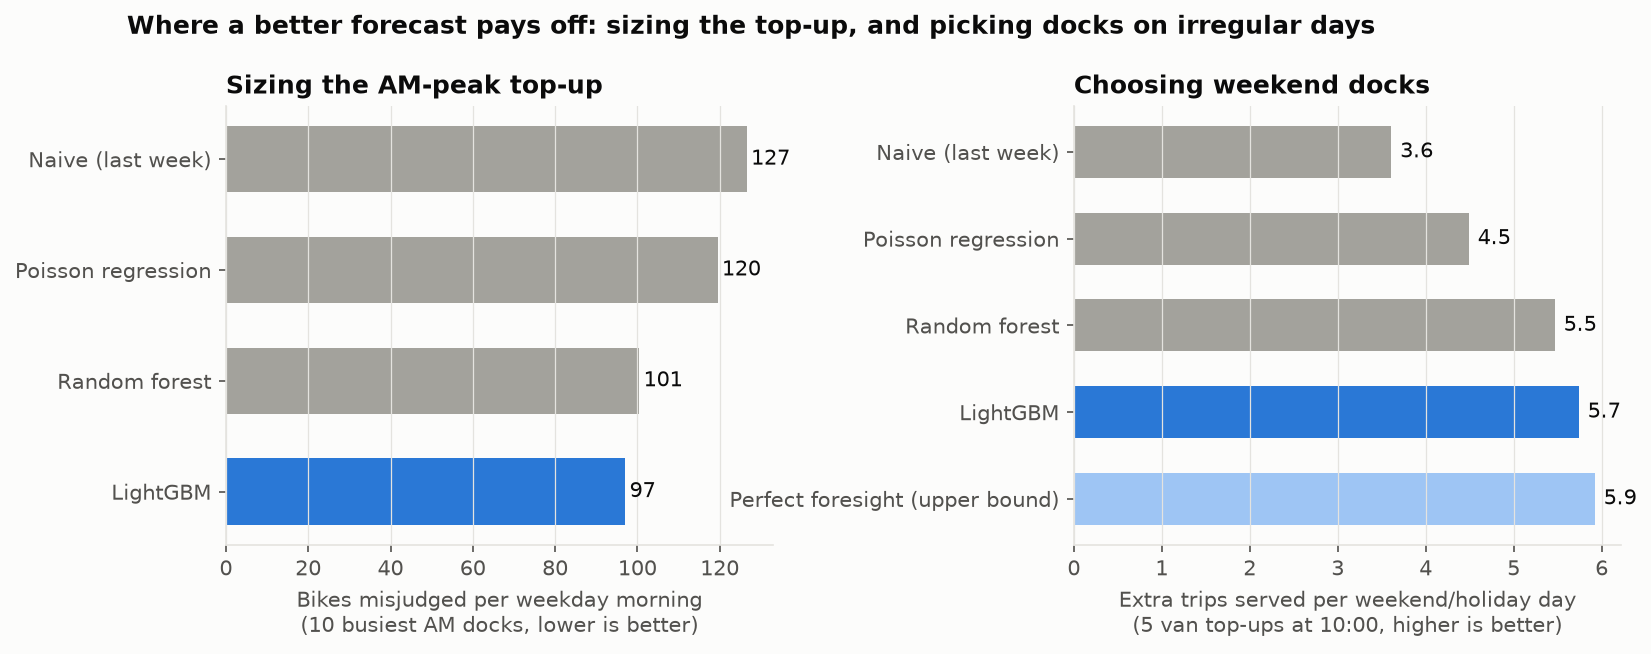 Where a better forecast pays off: sizing the top-up, and picking docks on irregular days
Sizing the AM-peak top-up
Naive (last week)
127
Poisson regression
120
Random forest
101
LightGBM
97
0 20 40 60 80 100 120
Bikes misjudged per weekday morning
(10 busiest AM docks, lower is better)
Choosing weekend docks
Naive (last week)
3.6
Poisson regression
4.5
Random forest
5.5
LightGBM
5.7
Perfect foresight (upper bound)
5.9
0 1 2 3 4 5 6
Extra trips served per weekend/holiday day
(5 van top-ups at 10:00, higher is better)